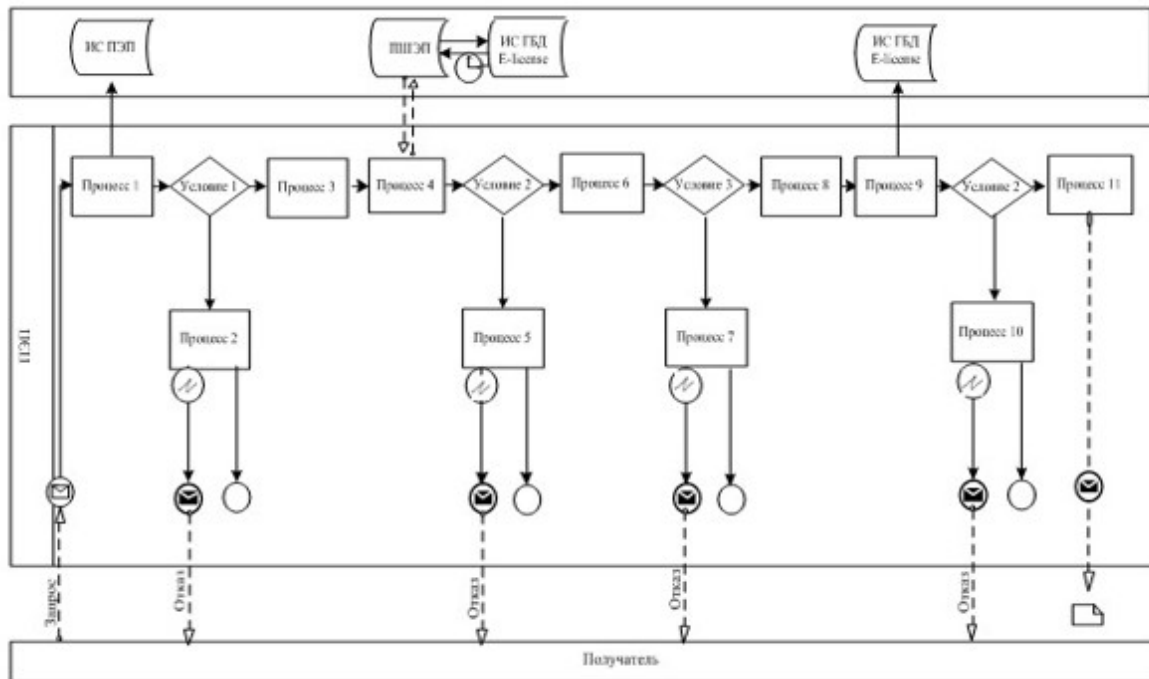 ИС ПЭП
ПШЭП
ИС ГБД
E-license
ИС ГБД
E-license
ПЭП
Процесс 1
Условие 1
Процесс 3
Процесс 4
Условие 2
Процесс 6
Условие 3
Процесс 8
Процесс 9
Условие 2
Процесс 11
Процесс 2
Процесс 5
Процесс 7
Процесс 10
Запрос
Отказ
Отказ
Отказ
Отказ
Получатель